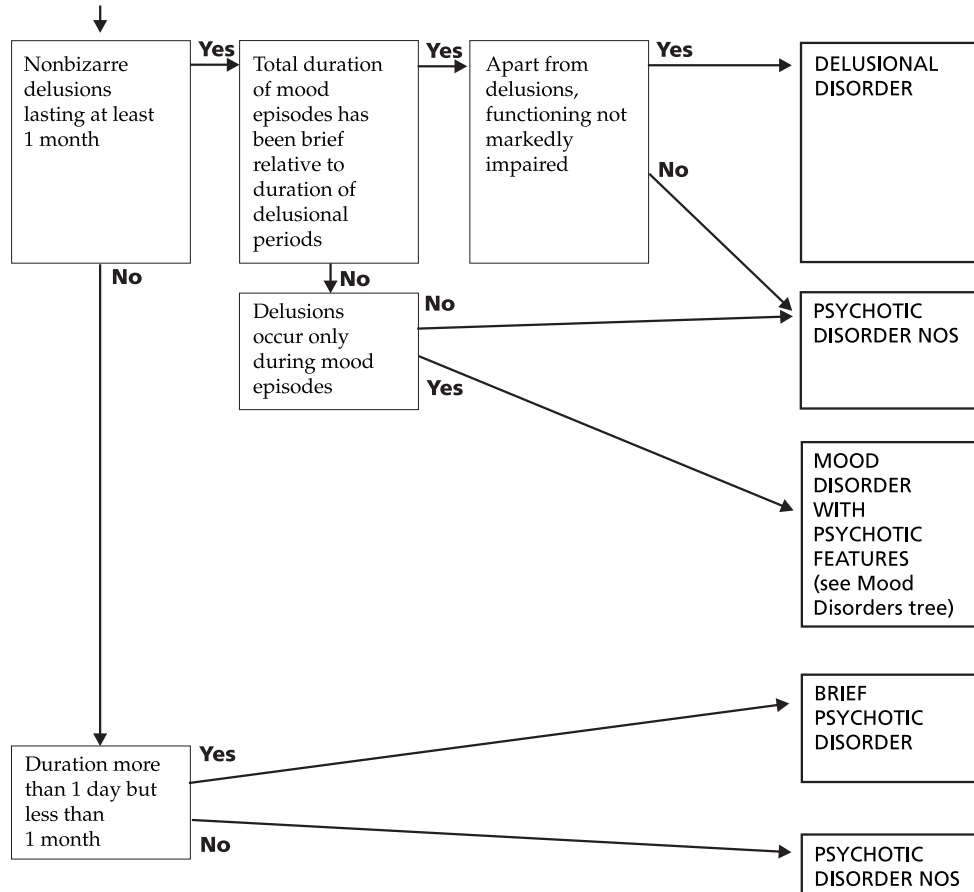 Yes
Yes
Yes
Nonbizarre
delusions
lasting at least
1 month
Total duration
of mood
episodes has
been brief
relative to
duration of
delusional
periods
Apart from
delusions,
functioning not
markedly
impaired
DELUSIONAL
DISORDER
No
No
No
Delusions
occur only
during mood
episodes
No
Yes
PSYCHOTIC
DISORDER NOS
MOOD
DISORDER
WITH
PSYCHOTIC
FEATURES
(see Mood
Disorders tree)
Duration more
than 1 day but
less than
1 month
Yes
No
BRIEF
PSYCHOTIC
DISORDER
PSYCHOTIC
DISORDER NOS